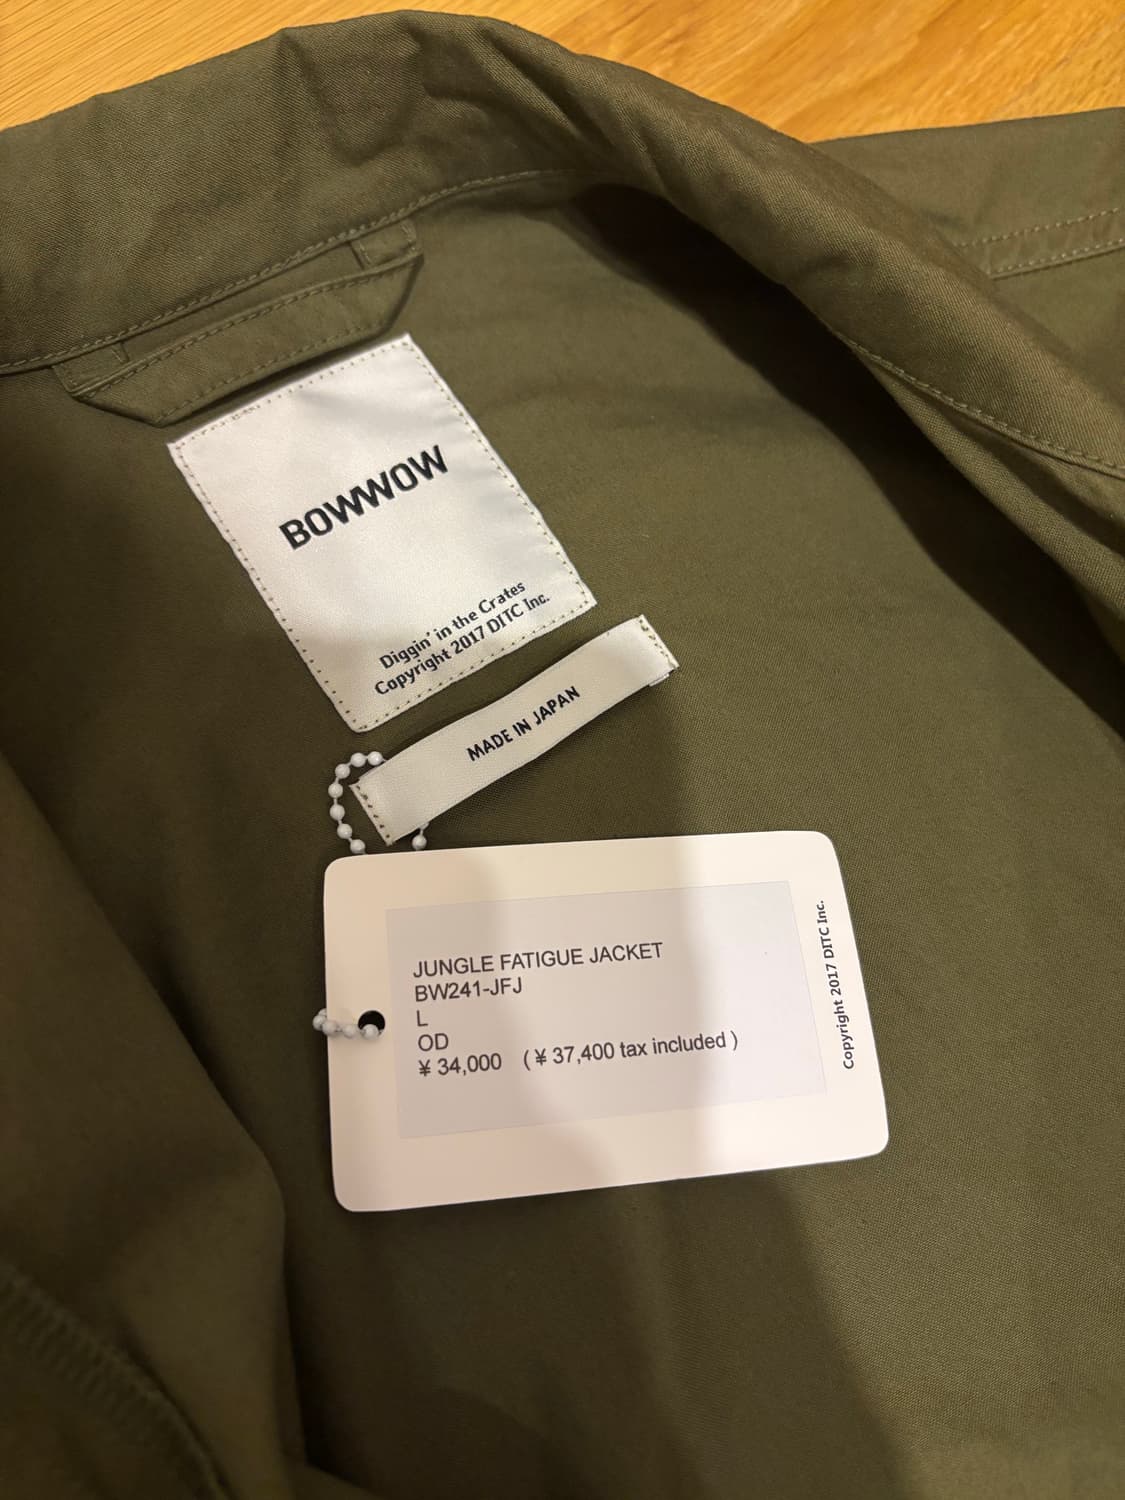 BOWWOW
Diggin' in the Crates
Copyright 2017 DITC Inc.
MADE IN JAPAN
JUNGLE FATIGUE JACKET
BW241-JFJ
L
OD
¥ 34,000 (¥ 37,400 tax included )
Copyright 2017 DITC Inc.